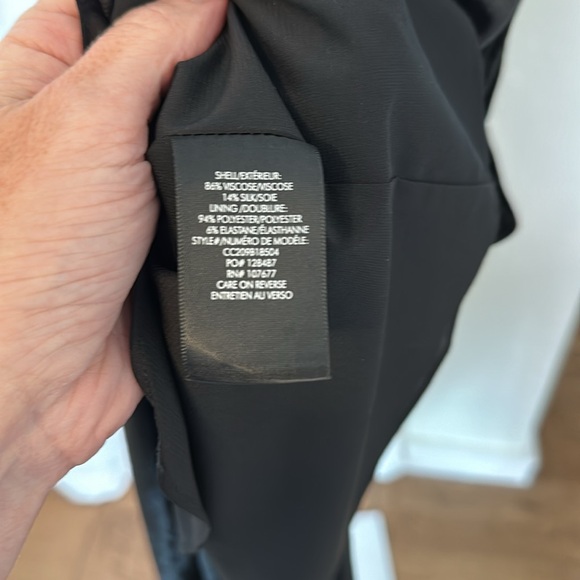 SHELL/EXTÉRIEUR:
86% VISCOSE/VISCOSE
14% SILK/SOIE
LINING /DOUBLURE:
94% POLYESTER/POLYESTER
6% ELASTANE/ÉLASTHANNE
STYLE#/NUMÉRO DE MODÈLE:
CC209B18504
PO# 128487
RN# 107677
CARE ON REVERSE
ENTRETIEN AU VERSO